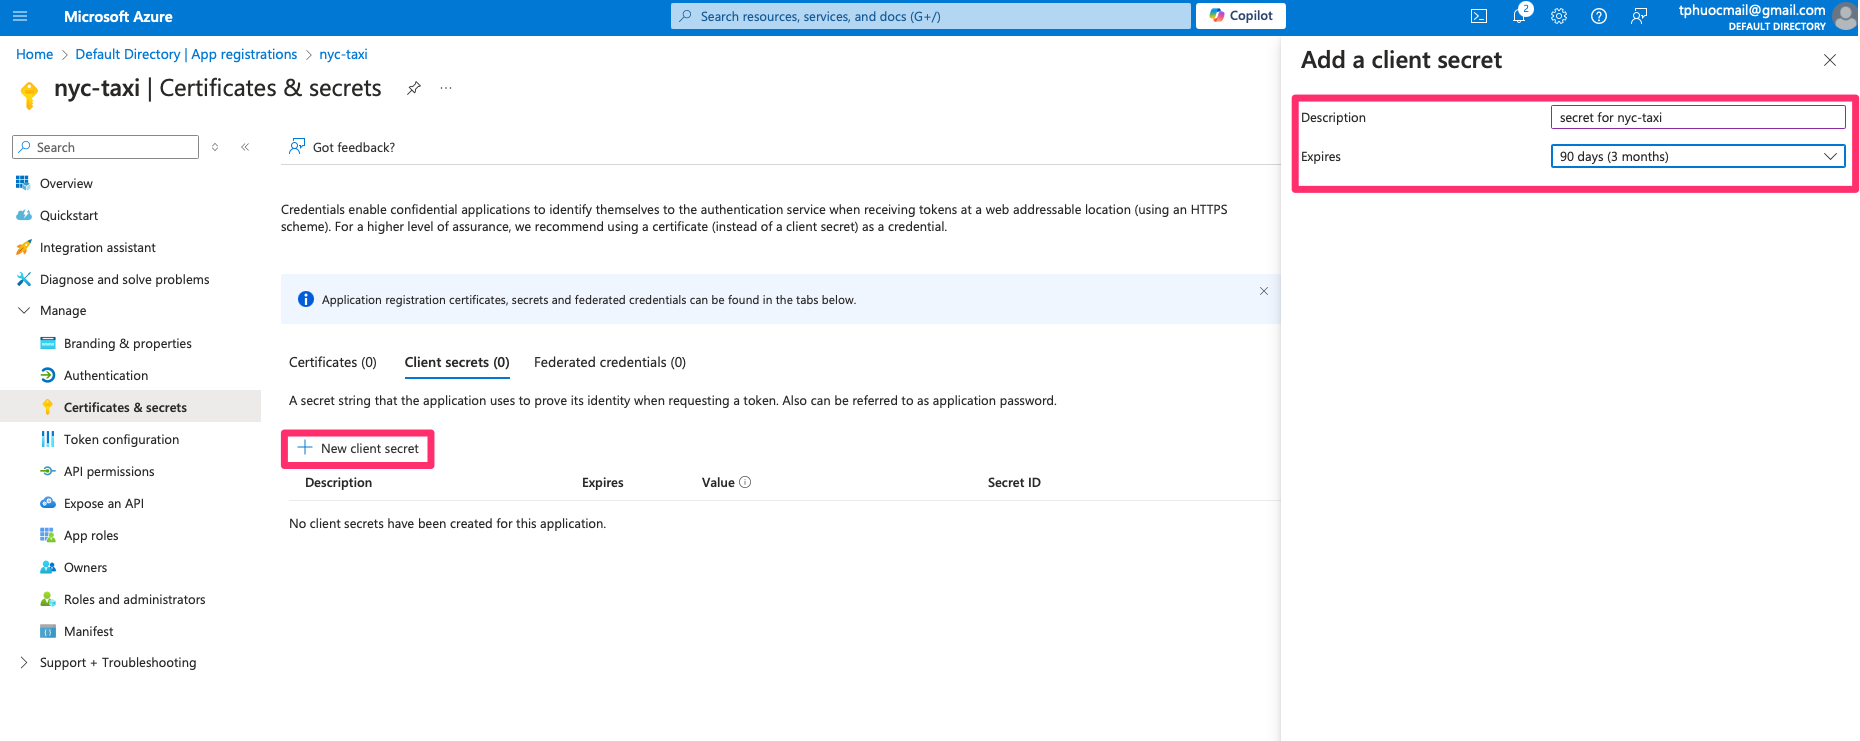 Microsoft Azure
Search resources, services, and docs (G+/)
Copilot
2
tphuocmail@gmail.com
DEFAULT DIRECTORY
Home > Default Directory | App registrations > nyc-taxi
nyc-taxi | Certificates & secrets
...
Search
Overview
Quickstart
Integration assistant
Diagnose and solve problems
Manage
Branding & properties
Authentication
Certificates & secrets
Token configuration
API permissions
Expose an API
App roles
Owners
Roles and administrators
Manifest
Support + Troubleshooting
Got feedback?
Credentials enable confidential applications to identify themselves to the authentication service when receiving tokens at a web addressable location (using an HTTPS
scheme). For a higher level of assurance, we recommend using a certificate (instead of a client secret) as a credential.
Application registration certificates, secrets and federated credentials can be found in the tabs below.
Certificates (0) Client secrets (0) Federated credentials (0)
A secret string that the application uses to prove its identity when requesting a token. Also can be referred to as application password.
New client secret
Description Expires Value Secret ID
No client secrets have been created for this application.
Add a client secret
Description secret for nyc-taxi
Expires 90 days (3 months)